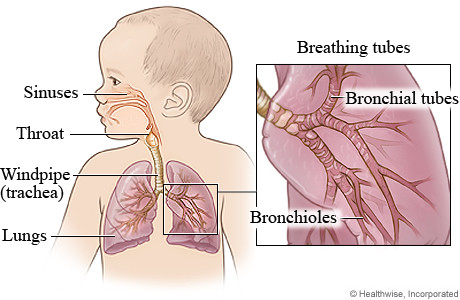 Breathing tubes
Sinuses
Bronchial tubes
Throat
Windpipe
(trachea)
Bronchioles
Lungs
© Healthwise, Incorporated